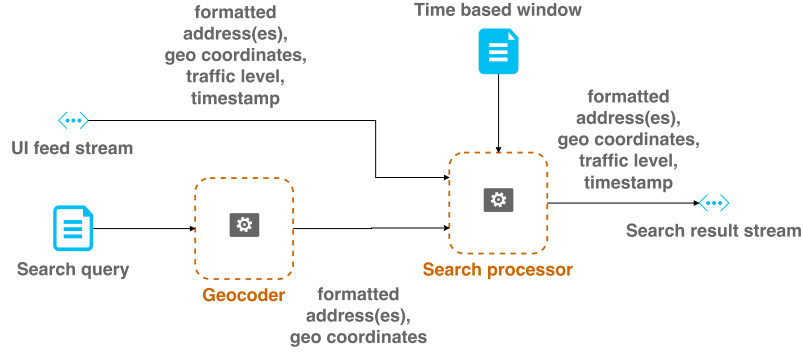 Time based window
formatted
address(es),
geo coordinates,
traffic level,
timestamp
UI feed stream
formatted
address(es),
geo coordinates,
traffic level,
timestamp
Search result stream
Search query
Geocoder
Search processor
formatted
address(es),
geo coordinates